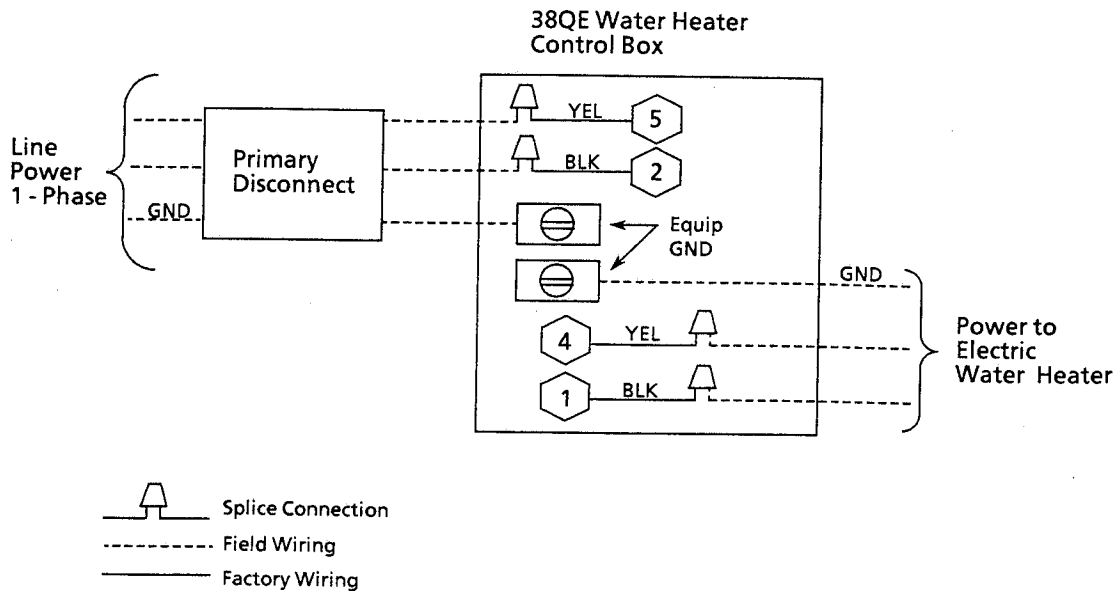 38QE Water Heater
Control Box
Line
Power
1 - Phase
GND
Primary
Disconnect
YEL
5
BLK
2
Equip
GND
GND
4
YEL
1
BLK
Power to
Electric
Water Heater
Splice Connection
Field Wiring
Factory Wiring